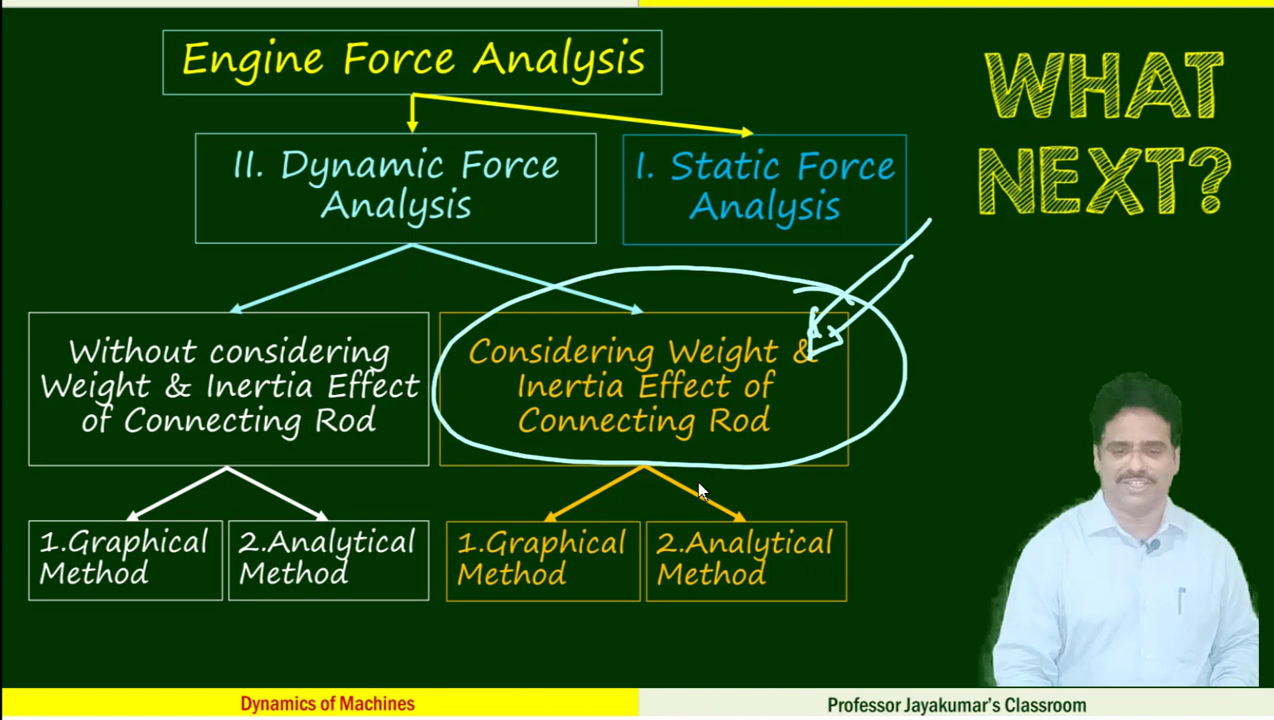 Engine Force Analysis
WHAT
NEXT?
II. Dynamic Force
Analysis
I. Static Force
Analysis
Without considering
Weight & Inertia Effect
of Connecting Rod
Considering Weight &
Inertia Effect of
Connecting Rod
1.Graphical
Method
2.Analytical
Method
1.Graphical
Method
2.Analytical
Method
Dynamics of Machines
Professor Jayakumar's Classroom